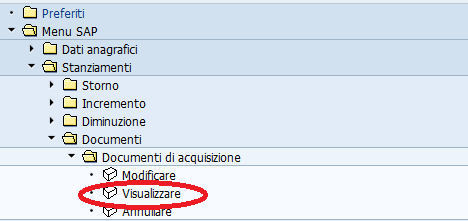 Preferiti
Menu SAP
Dati anagrafici
Stanziamenti
Storno
Incremento
Diminuzione
Documenti
Documenti di acquisizione
Modificare
Visualizzare
Annullare